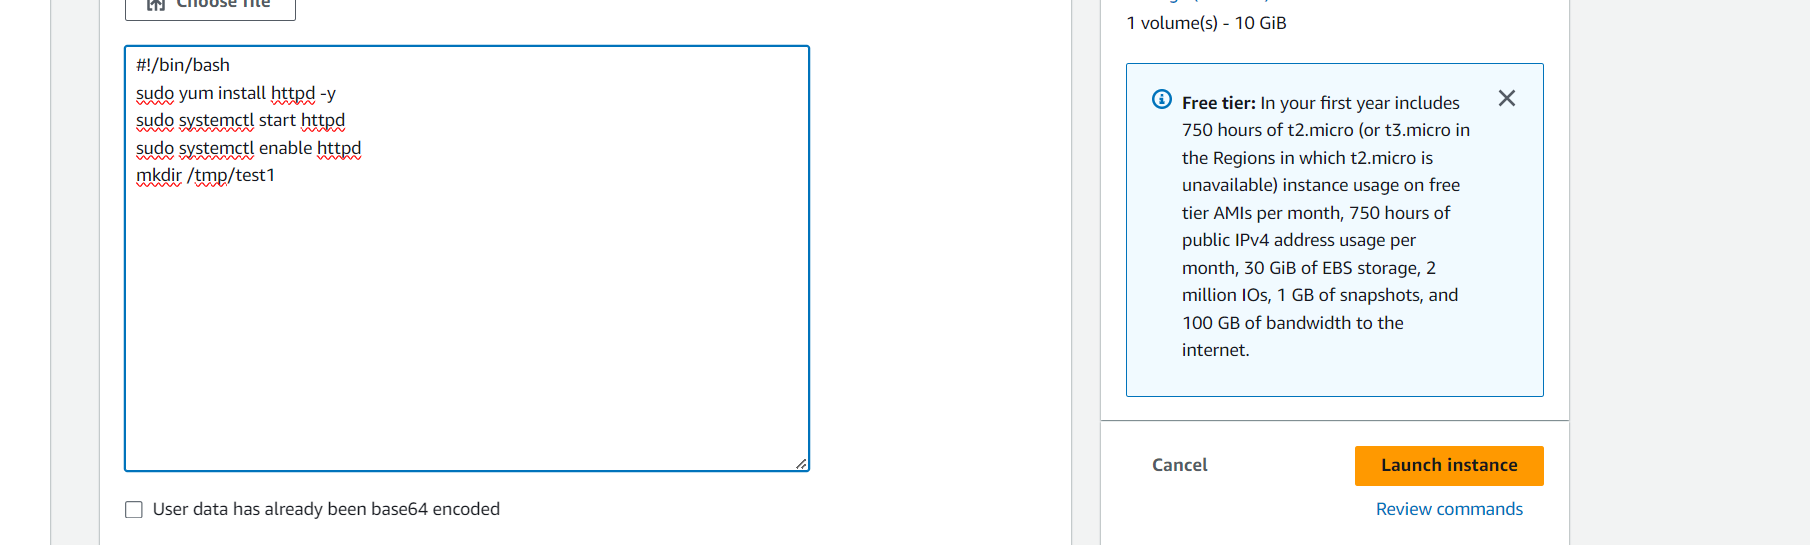 Choose file
#!/bin/bash
sudo yum install httpd -y
sudo systemctl start httpd
sudo systemctl enable httpd
mkdir /tmp/test1
User data has already been base64 encoded
1 volume(s) - 10 GiB
Free tier: In your first year includes
750 hours of t2.micro (or t3.micro in
the Regions in which t2.micro is
unavailable) instance usage on free
tier AMIs per month, 750 hours of
public IPv4 address usage per
month, 30 GiB of EBS storage, 2
million IOs, 1 GB of snapshots, and
100 GB of bandwidth to the
internet.
Cancel
Launch instance
Review commands